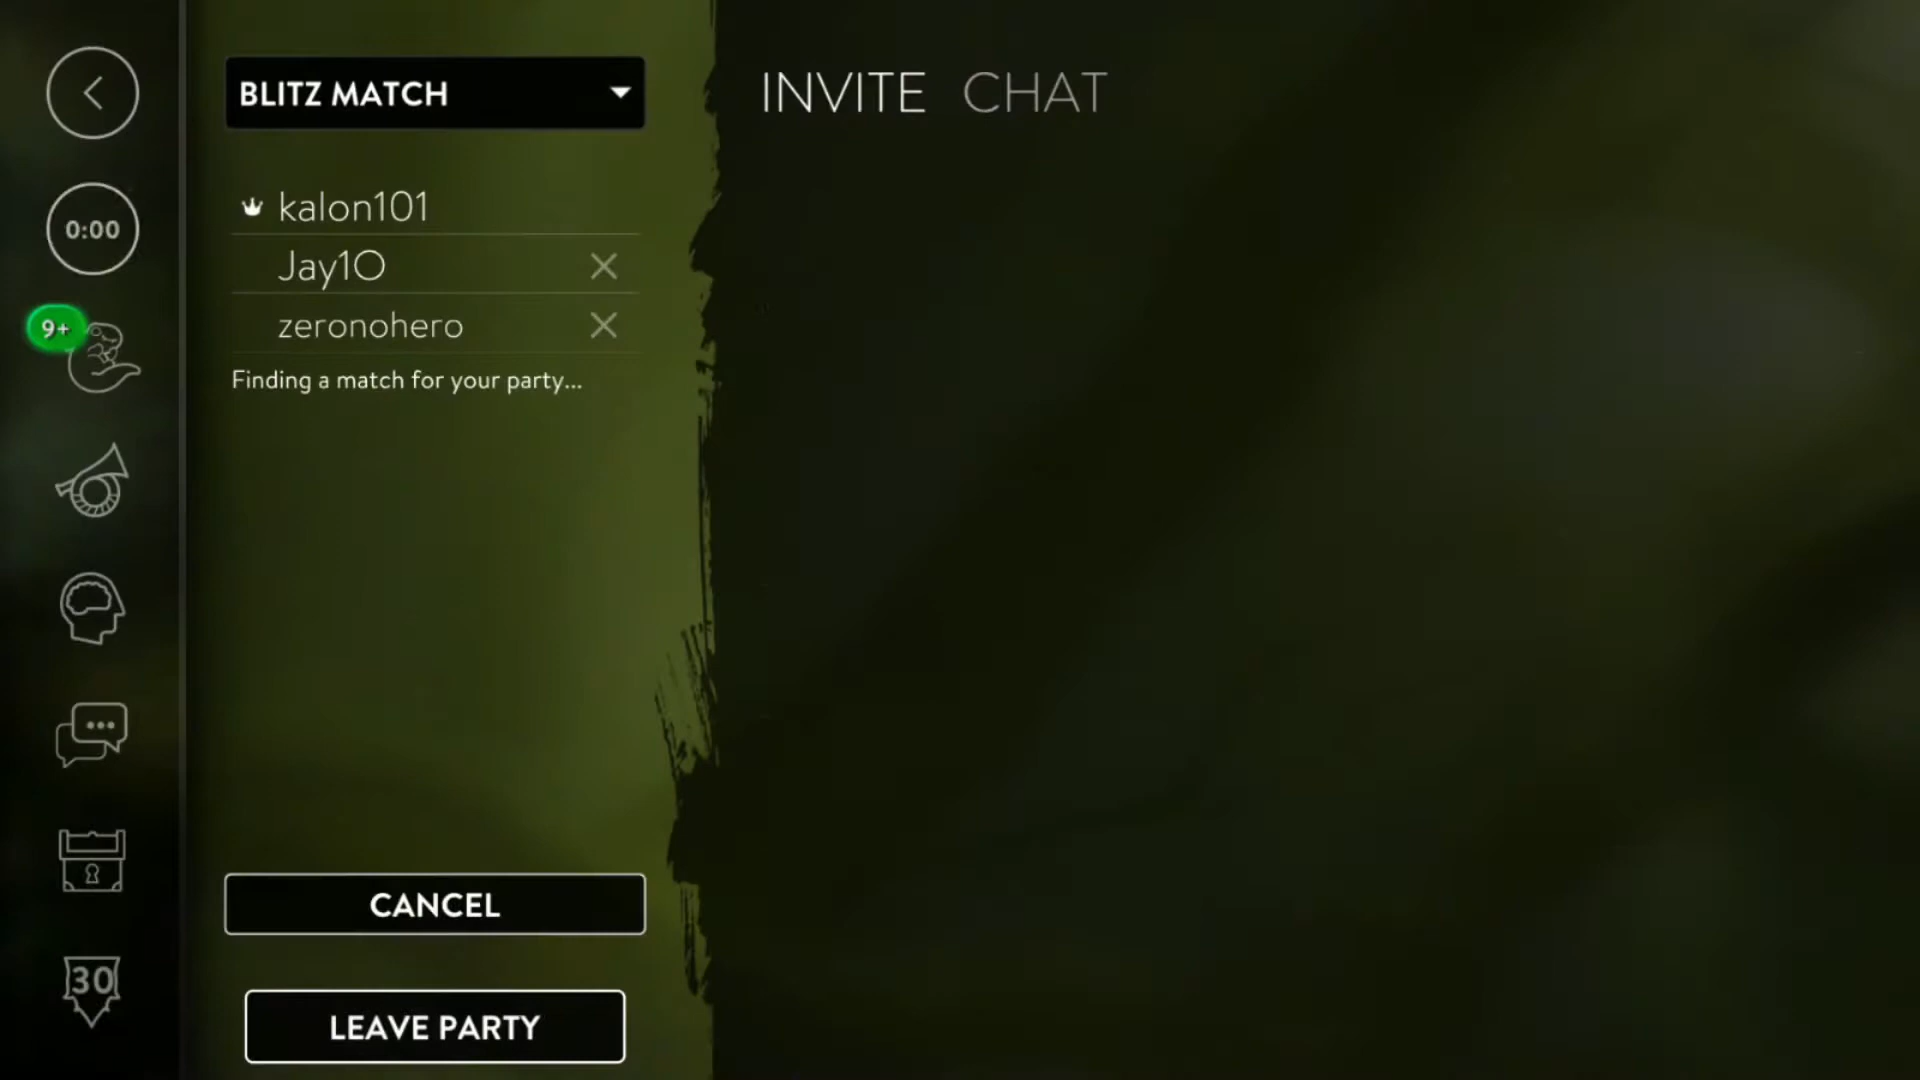 BLITZ MATCH
INVITE CHAT
kalon101
0:00
Jay1O
zeronohero
9+
Finding a match for your party...
CANCEL
30
LEAVE PARTY